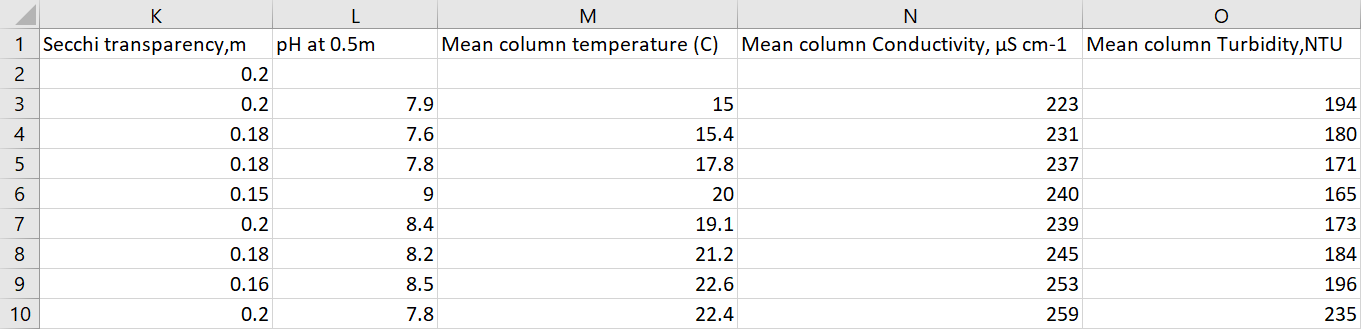 K L M N O
1 Secchi transparency,m pH at 0.5m Mean column temperature (C) Mean column Conductivity, µS cm-1 Mean column Turbidity,NTU
2 0.2
3 0.2 7.9 15 223 194
4 0.18 7.6 15.4 231 180
5 0.18 7.8 17.8 237 171
6 0.15 9 20 240 165
7 0.2 8.4 19.1 239 173
8 0.18 8.2 21.2 245 184
9 0.16 8.5 22.6 253 196
10 0.2 7.8 22.4 259 235